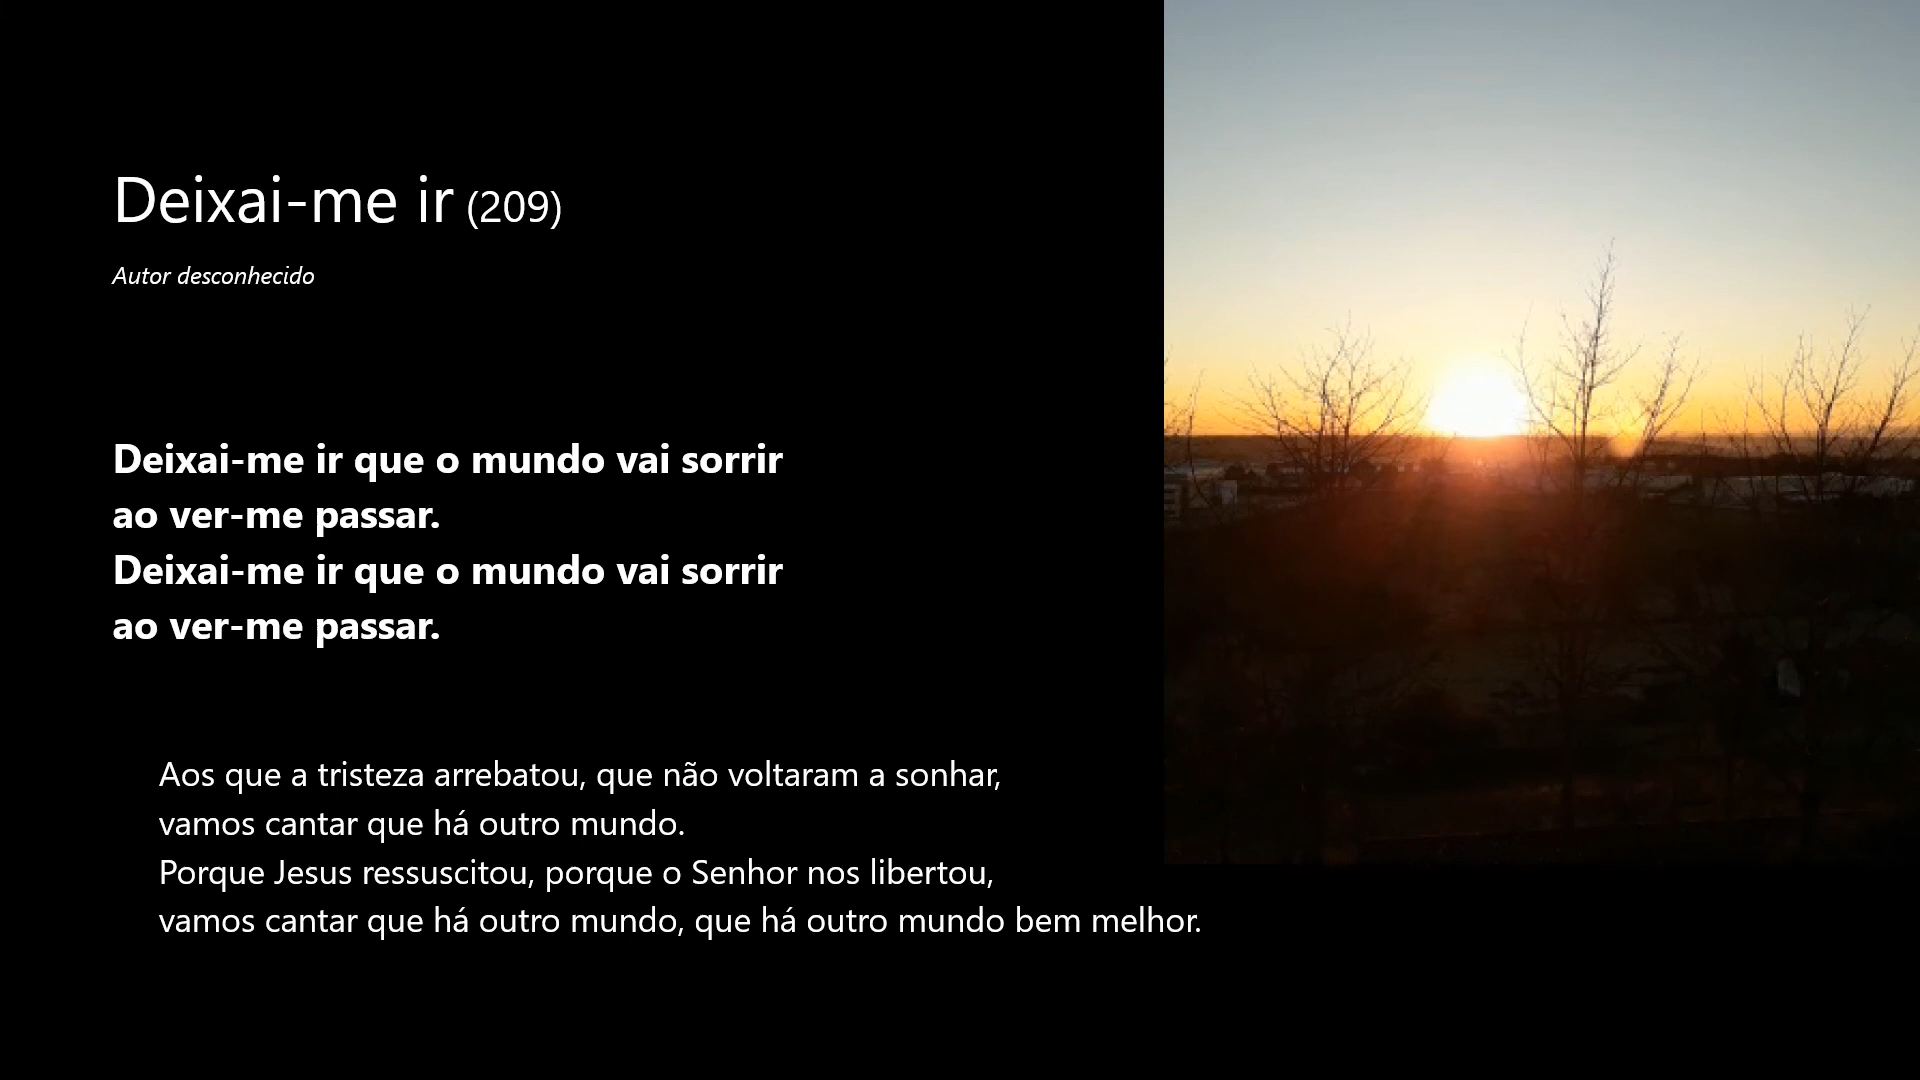 Deixai-me ir (209)
Autor desconhecido
Deixai-me ir que o mundo vai sorrir
ao ver-me passar.
Deixai-me ir que o mundo vai sorrir
ao ver-me passar.
Aos que a tristeza arrebatou, que não voltaram a sonhar,
vamos cantar que há outro mundo.
Porque Jesus ressuscitou, porque o Senhor nos libertou,
vamos cantar que há outro mundo, que há outro mundo bem melhor.